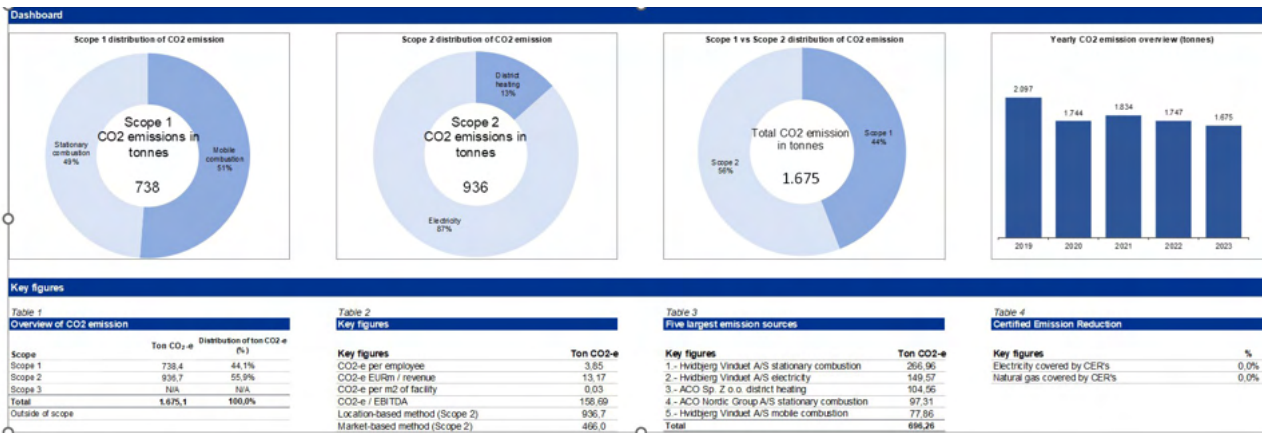 Dashboard
Scope 1 distribution of CO2 emission
Stationary
combustion
49%
Scope 1
CO2 emissions in
tonnes
738
Mobile
combustion
51%
Scope 2 distribution of CO2 emission
District
heating
13%
Scope 2
CO2 emissions in
tonnes
936
Electricity
87%
Scope 1 vs Scope 2 distribution of CO2 emission
Scope 1
44%
Total CO2 emission
in tonnes
1.675
Scope 2
56%
Yearly CO2 emission overview (tonnes)
2.097
1.744
1.834
1.747
1.675
2019 2020 2021 2022 2023
Key figures
Table 1
Overview of CO2 emission
Scope Ton CO₂-e Distribution of ton CO2-e (%)
Scope 1 738,4 44,1%
Scope 2 936,7 55,9%
Scope 3 N/A N/A
Total 1.675,1 100,0%
Outside of scope
Table 2
Key figures
Key figures Ton CO2-e
CO2-e per employee 3,85
CO2-e EURm / revenue 13,17
CO2-e per m2 of facility 0,03
CO2-e / EBITDA 158,69
Location-based method (Scope 2) 936,7
Market-based method (Scope 2) 466,0
Table 3
Five largest emission sources
Key figures Ton CO2-e
1.- Hvidbjerg Vinduet A/S stationary combustion 266,96
2.- Hvidbjerg Vinduet A/S electricity 149,57
3.- ACO Sp. Z o.o. district heating 104,56
4.- ACO Nordic Group A/S stationary combustion 97,31
5.- Hvidbjerg Vinduet A/S mobile combustion 77,86
Total 696,26
Table 4
Certified Emission Reduction
Key figures %
Electricity covered by CER's 0,0%
Natural gas covered by CER's 0,0%